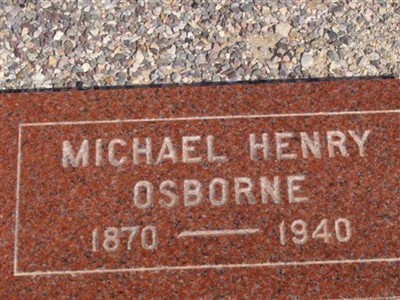 MICHAEL HENRY
OSBORNE
1870 — 1940